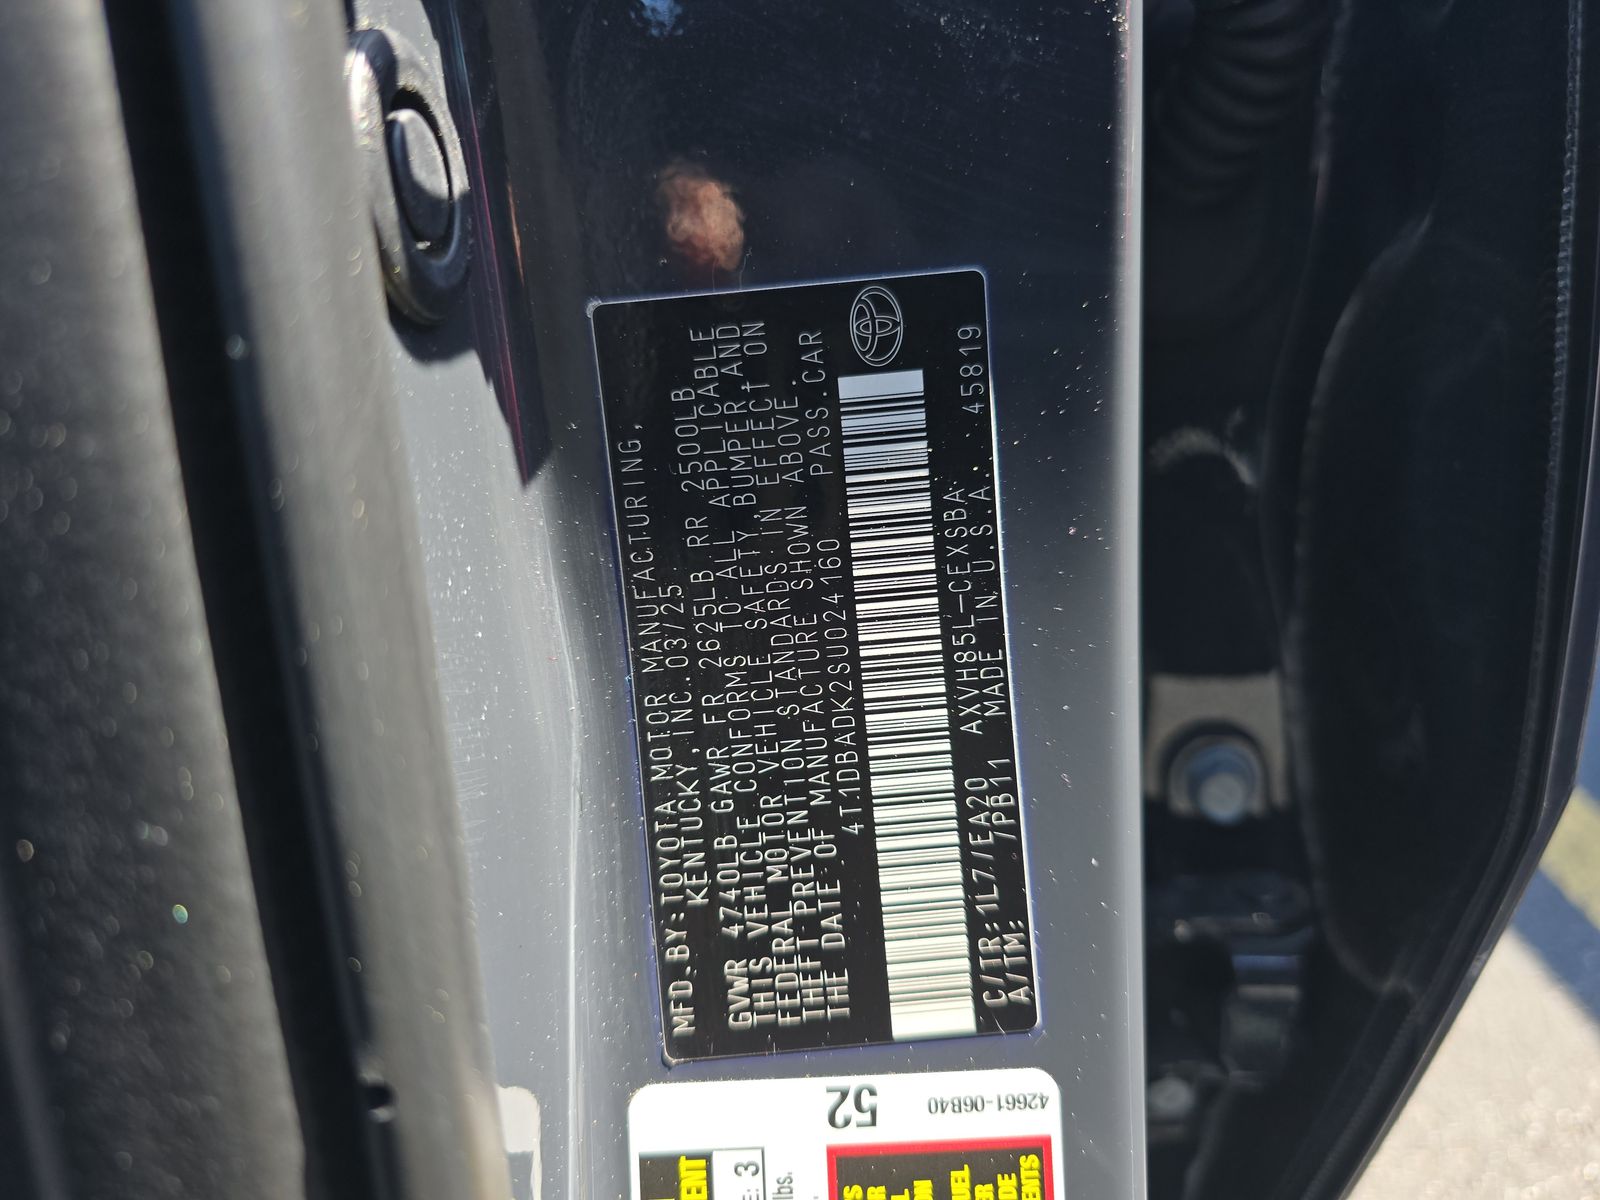 MFD.BY:TOYOTA MOTOR MANUFACTURING,
KENTUCKY, INC.03/25
GVWR 4740LB GAWR FR 2625LB RR 2500LB
THIS VEHICLE CONFORMS TO ALL APPLICABLE
FEDERAL MOTOR VEHICLE SAFETY, BUMPER, AND
THEFT PREVENTION STANDARDS IN EFFECT ON
THE DATE OF MANUFACTURE SHOWN ABOVE.
4T1DBADK2SU024160 PASS.CAR
C/TR:1L7/EA20 AXVH85L-CEXSBA
A/TM: /PB11 MADE IN U.S.A. 45819
52
42661-06B40
3
lbs.